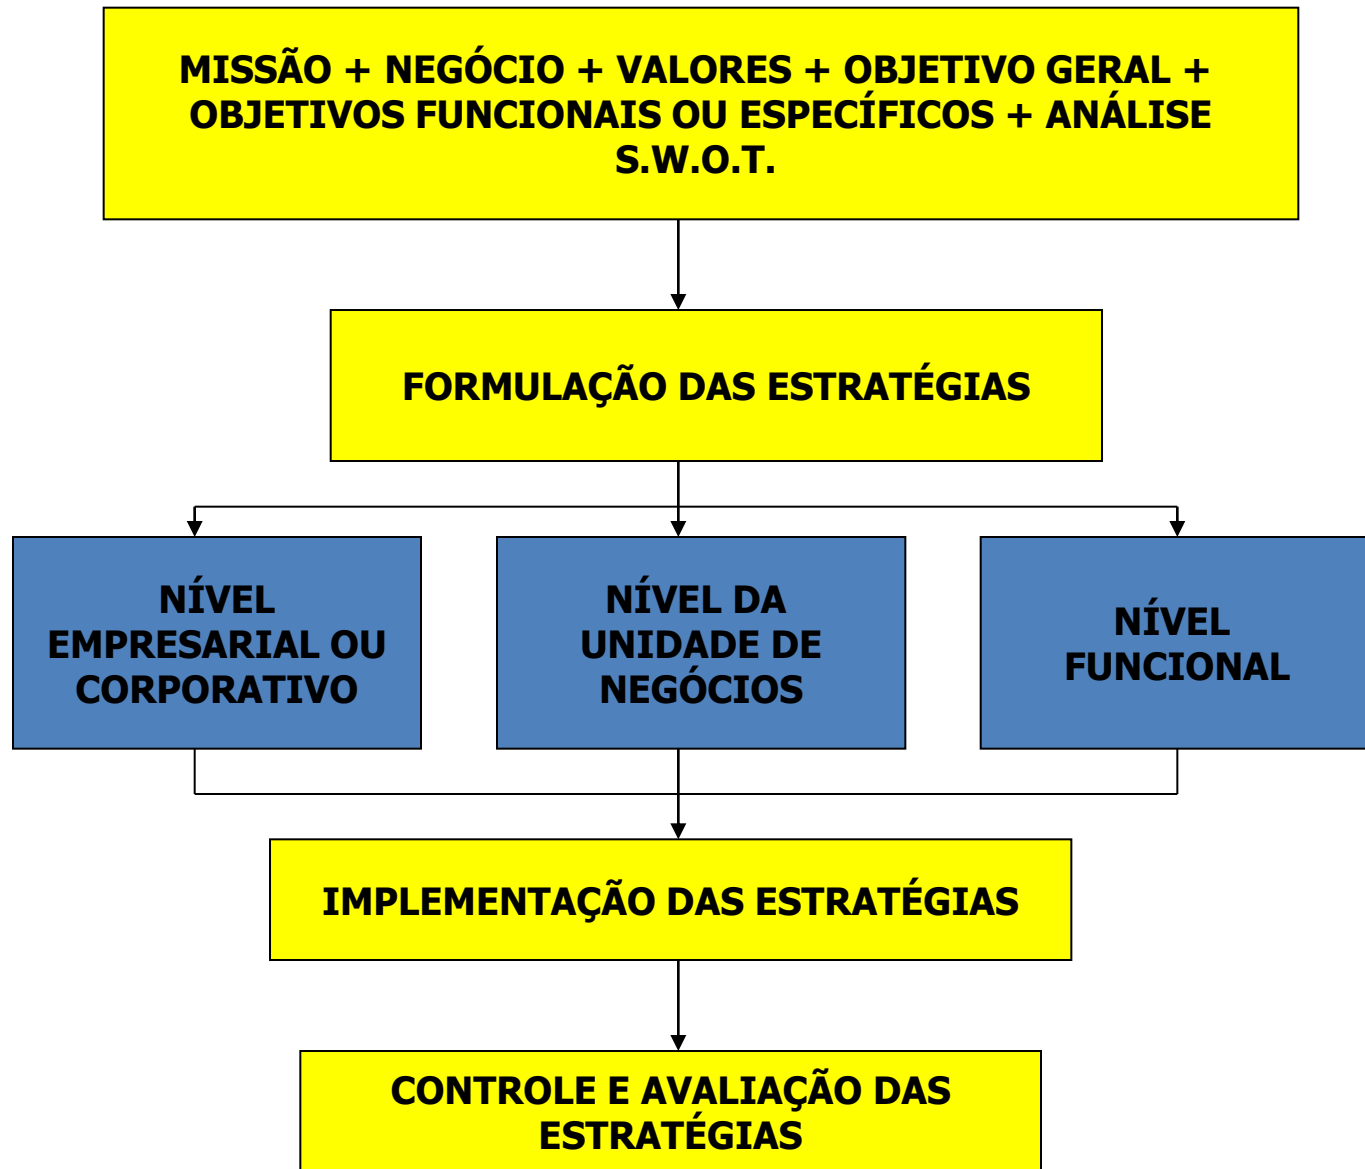 MISSÃO + NEGÓCIO + VALORES + OBJETIVO GERAL +
OBJETIVOS FUNCIONAIS OU ESPECÍFICOS + ANÁLISE
S.W.O.T.
FORMULAÇÃO DAS ESTRATÉGIAS
NÍVEL
EMPRESARIAL OU
CORPORATIVO
NÍVEL DA
UNIDADE DE
NEGÓCIOS
NÍVEL
FUNCIONAL
IMPLEMENTAÇÃO DAS ESTRATÉGIAS
CONTROLE E AVALIAÇÃO DAS
ESTRATÉGIAS